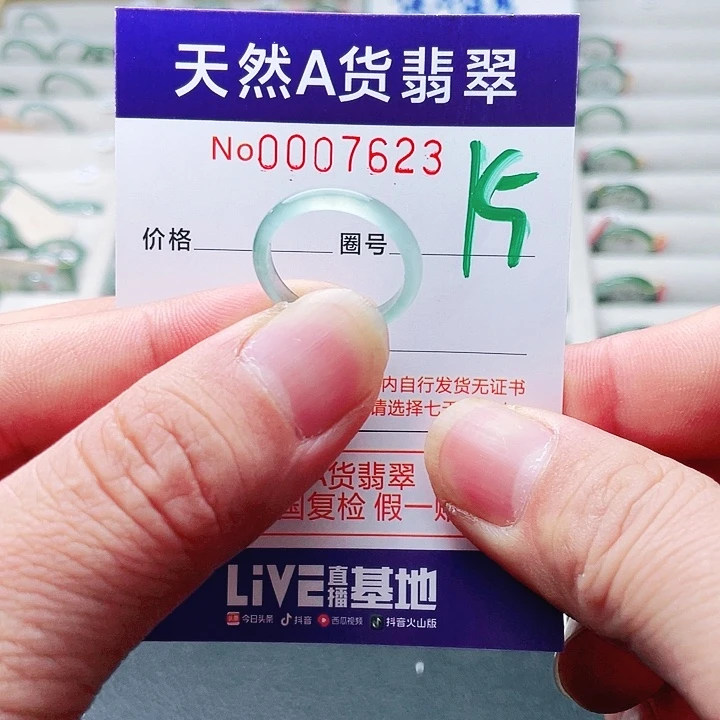 天然A货翡翠
No0007623
价格 圈号
内自行发货无证书
请选择七天
A货翡翠
国复检 假一
LiVE直播基地
今日头条 抖音 西瓜视频 抖音火山版